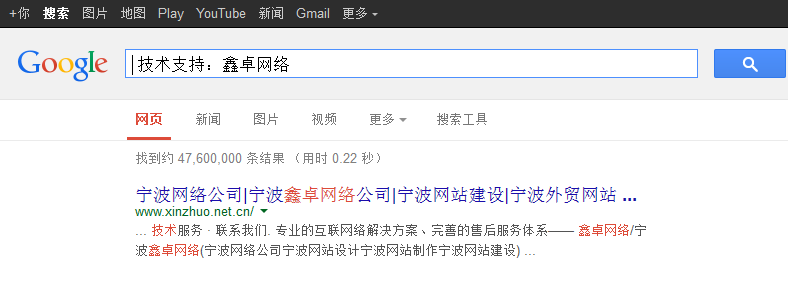 +你 搜索 图片 地图 Play YouTube 新闻 Gmail 更多
Google 技术支持：鑫卓网络
网页 新闻 图片 视频 更多 搜索工具
找到约 47,600,000 条结果 （用时 0.22 秒）
宁波网络公司|宁波鑫卓网络公司|宁波网站建设|宁波外贸网站 ...
www.xinzhuo.net.cn/
... 技术服务 · 联系我们. 专业的互联网络解决方案、完善的售后服务体系—— 鑫卓网络/宁
波鑫卓网络(宁波网络公司宁波网站设计宁波网站制作宁波网站建设) ...